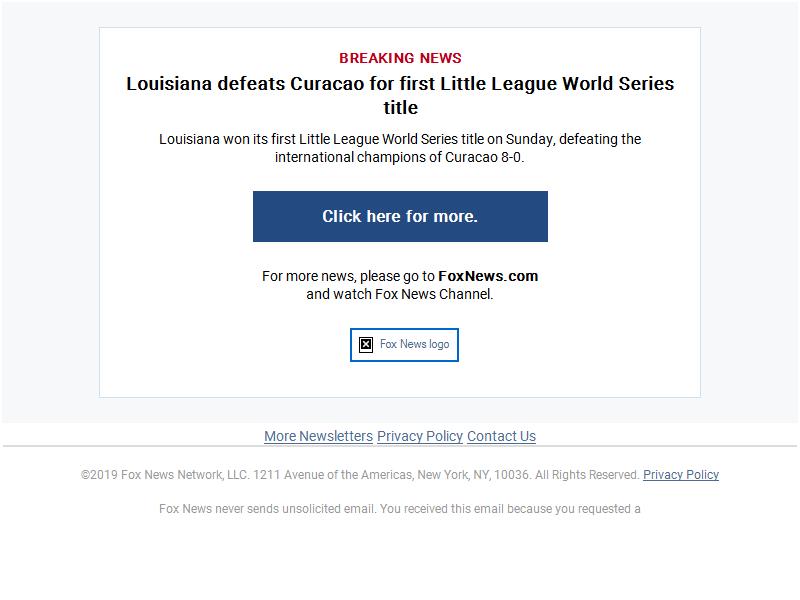 BREAKING NEWS
Louisiana defeats Curacao for first Little League World Series
title
Louisiana won its first Little League World Series title on Sunday, defeating the
international champions of Curacao 8-0.
Click here for more.
For more news, please go to FoxNews.com
and watch Fox News Channel.
Fox News logo
More Newsletters Privacy Policy Contact Us
©2019 Fox News Network, LLC. 1211 Avenue of the Americas, New York, NY, 10036. All Rights Reserved. Privacy Policy
Fox News never sends unsolicited email. You received this email because you requested a